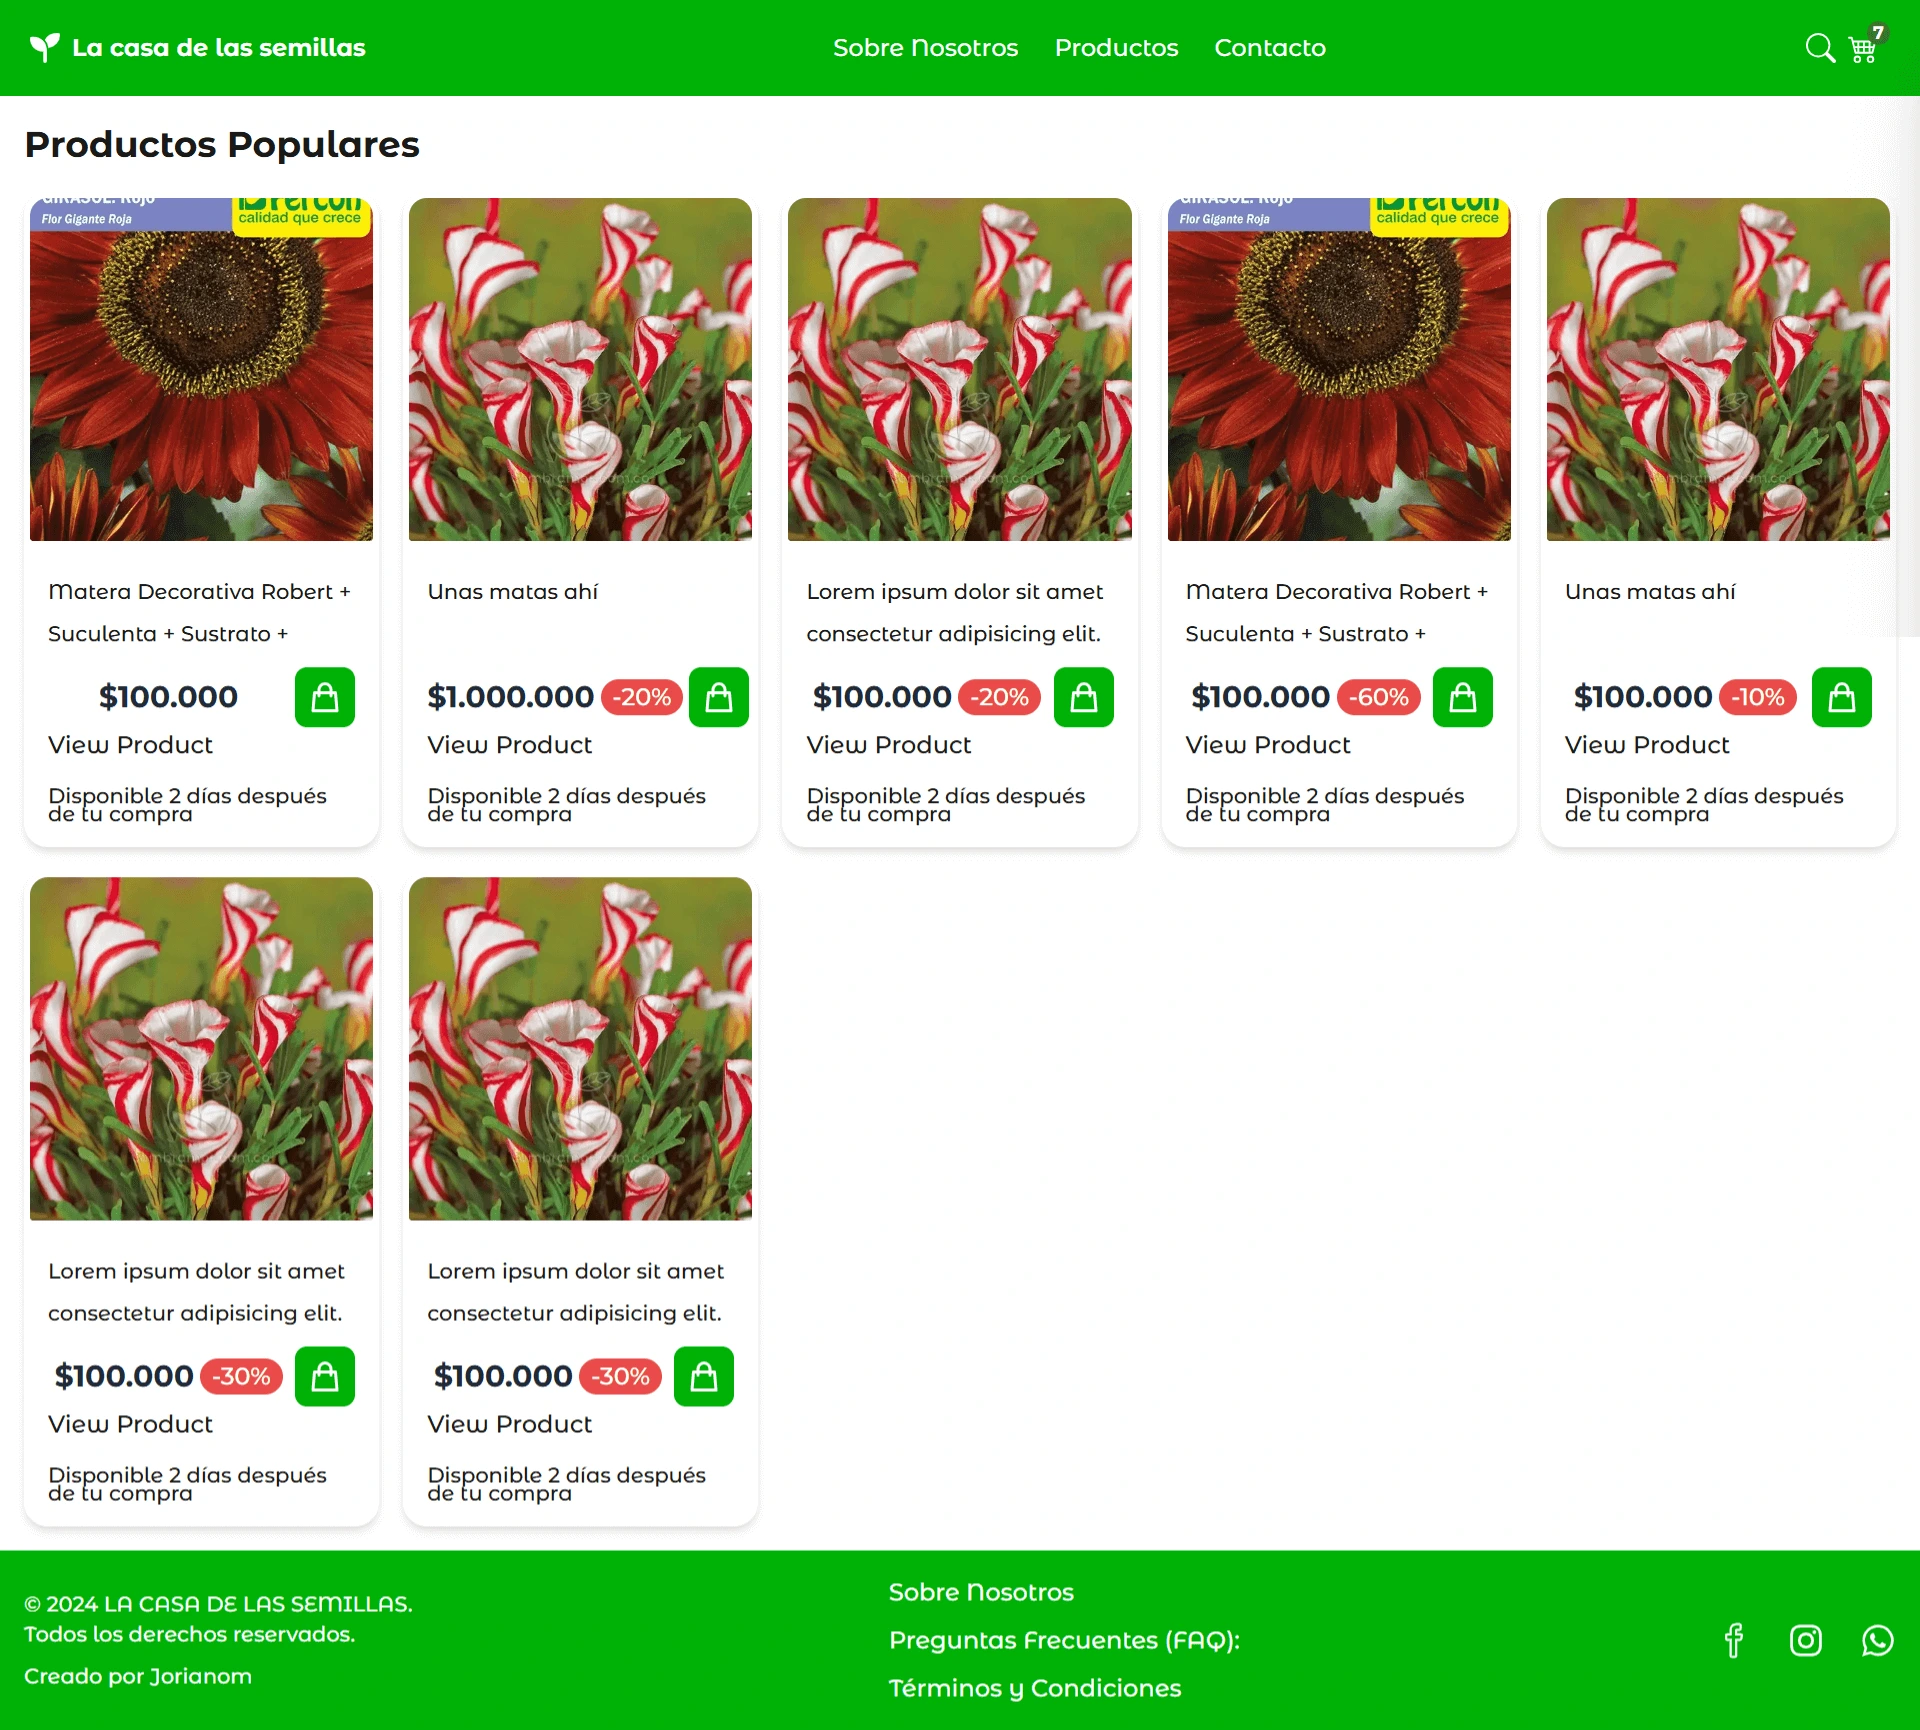 La casa de las semillas
Sobre Nosotros
Productos
Contacto
7
Productos Populares
GIRASOL: Rojo
Flor Gigante Roja
calidad que crece
GIRASOL: Rojo
Flor Gigante Roja
calidad que crece
Matera Decorativa Robert +
Suculenta + Sustrato +
$100.000
View Product
Disponible 2 días después
de tu compra
Unas matas ahí
$1.000.000 -20%
View Product
Disponible 2 días después
de tu compra
Lorem ipsum dolor sit amet
consectetur adipisicing elit.
$100.000 -20%
View Product
Disponible 2 días después
de tu compra
Matera Decorativa Robert +
Suculenta + Sustrato +
$100.000 -60%
View Product
Disponible 2 días después
de tu compra
Unas matas ahí
$100.000 -10%
View Product
Disponible 2 días después
de tu compra
Lorem ipsum dolor sit amet
consectetur adipisicing elit.
$100.000 -30%
View Product
Disponible 2 días después
de tu compra
Lorem ipsum dolor sit amet
consectetur adipisicing elit.
$100.000 -30%
View Product
Disponible 2 días después
de tu compra
© 2024 LA CASA DE LAS SEMILLAS.
Todos los derechos reservados.
Creado por Jorianom
Sobre Nosotros
Preguntas Frecuentes (FAQ):
Términos y Condiciones